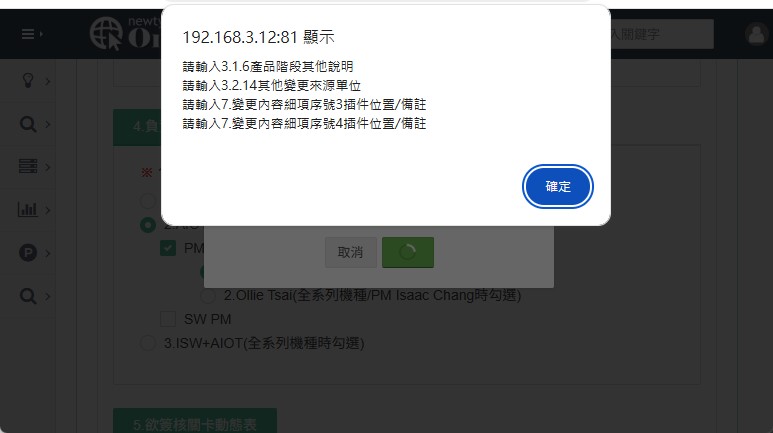 192.168.3.12:81 顯示
請輸入3.1.6產品階段其他說明
請輸入3.2.14其他變更來源單位
請輸入7.變更內容細項序號3插件位置/備註
請輸入7.變更內容細項序號4插件位置/備註
確定
newty
On
入關鍵字
4.負
※
PM
取消
2.Ollie Tsai(全系列機種/PM Isaac Chang時勾選)
SW PM
3.ISW+AIOT(全系列機種時勾選)
5.欲簽核關卡動態表